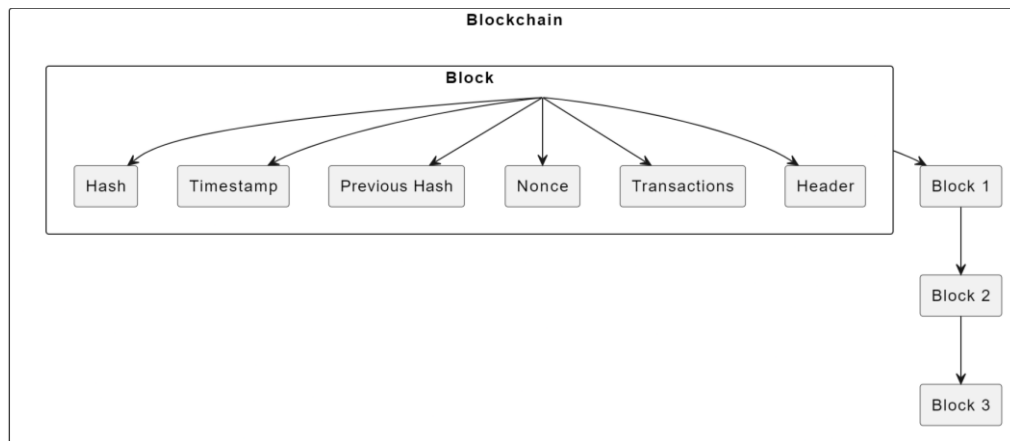 Blockchain
Block
Hash
Timestamp
Previous Hash
Nonce
Transactions
Header
Block 1
Block 2
Block 3